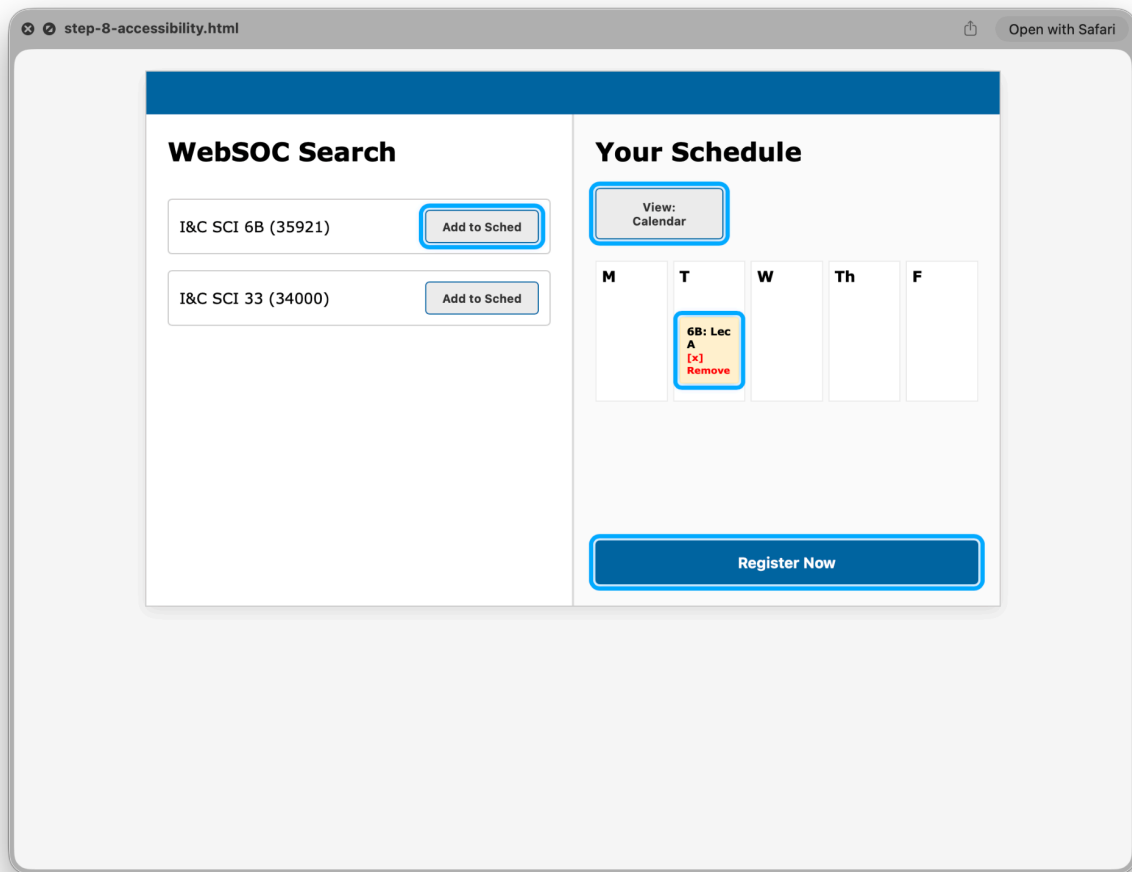 step-8-accessibility.html
Open with Safari
WebSOC Search
I&C SCI 6B (35921)
Add to Sched
I&C SCI 33 (34000)
Add to Sched
Your Schedule
View:
Calendar
M
T
W
Th
F
6B: Lec
A
[x]
Remove
Register Now